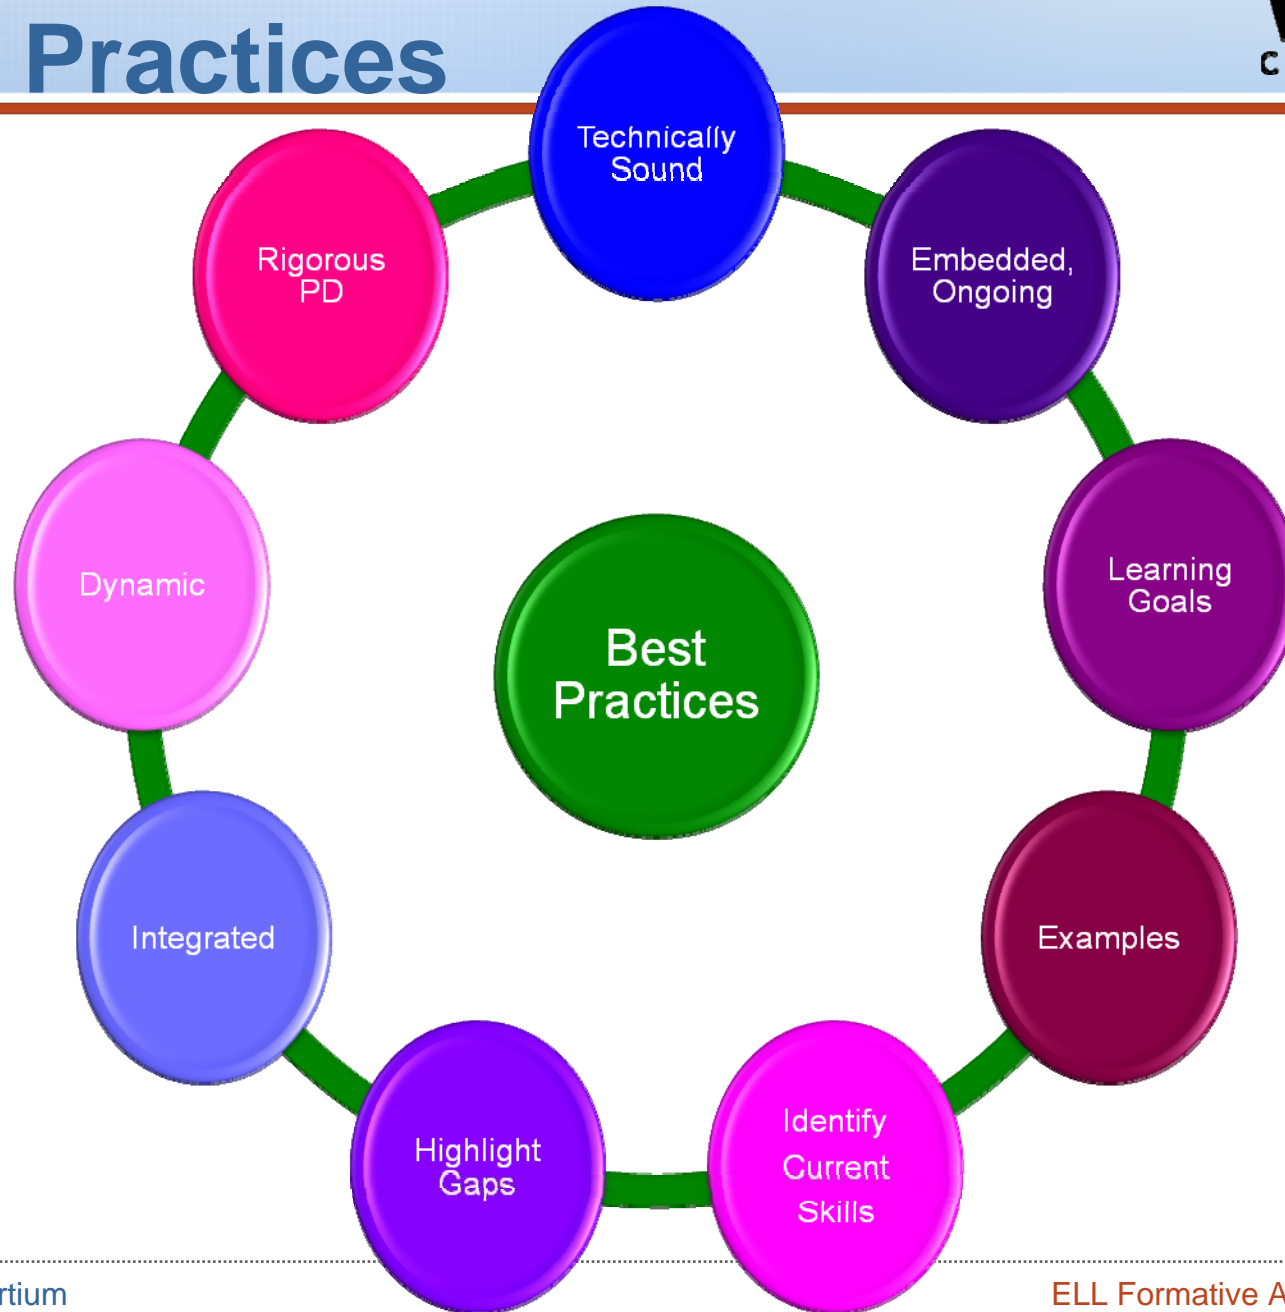 Practices
C
Technically
Sound
Embedded,
Ongoing
Learning
Goals
Examples
Identify
Current
Skills
Highlight
Gaps
Integrated
Dynamic
Rigorous
PD
Best
Practices
rtium
ELL Formative A